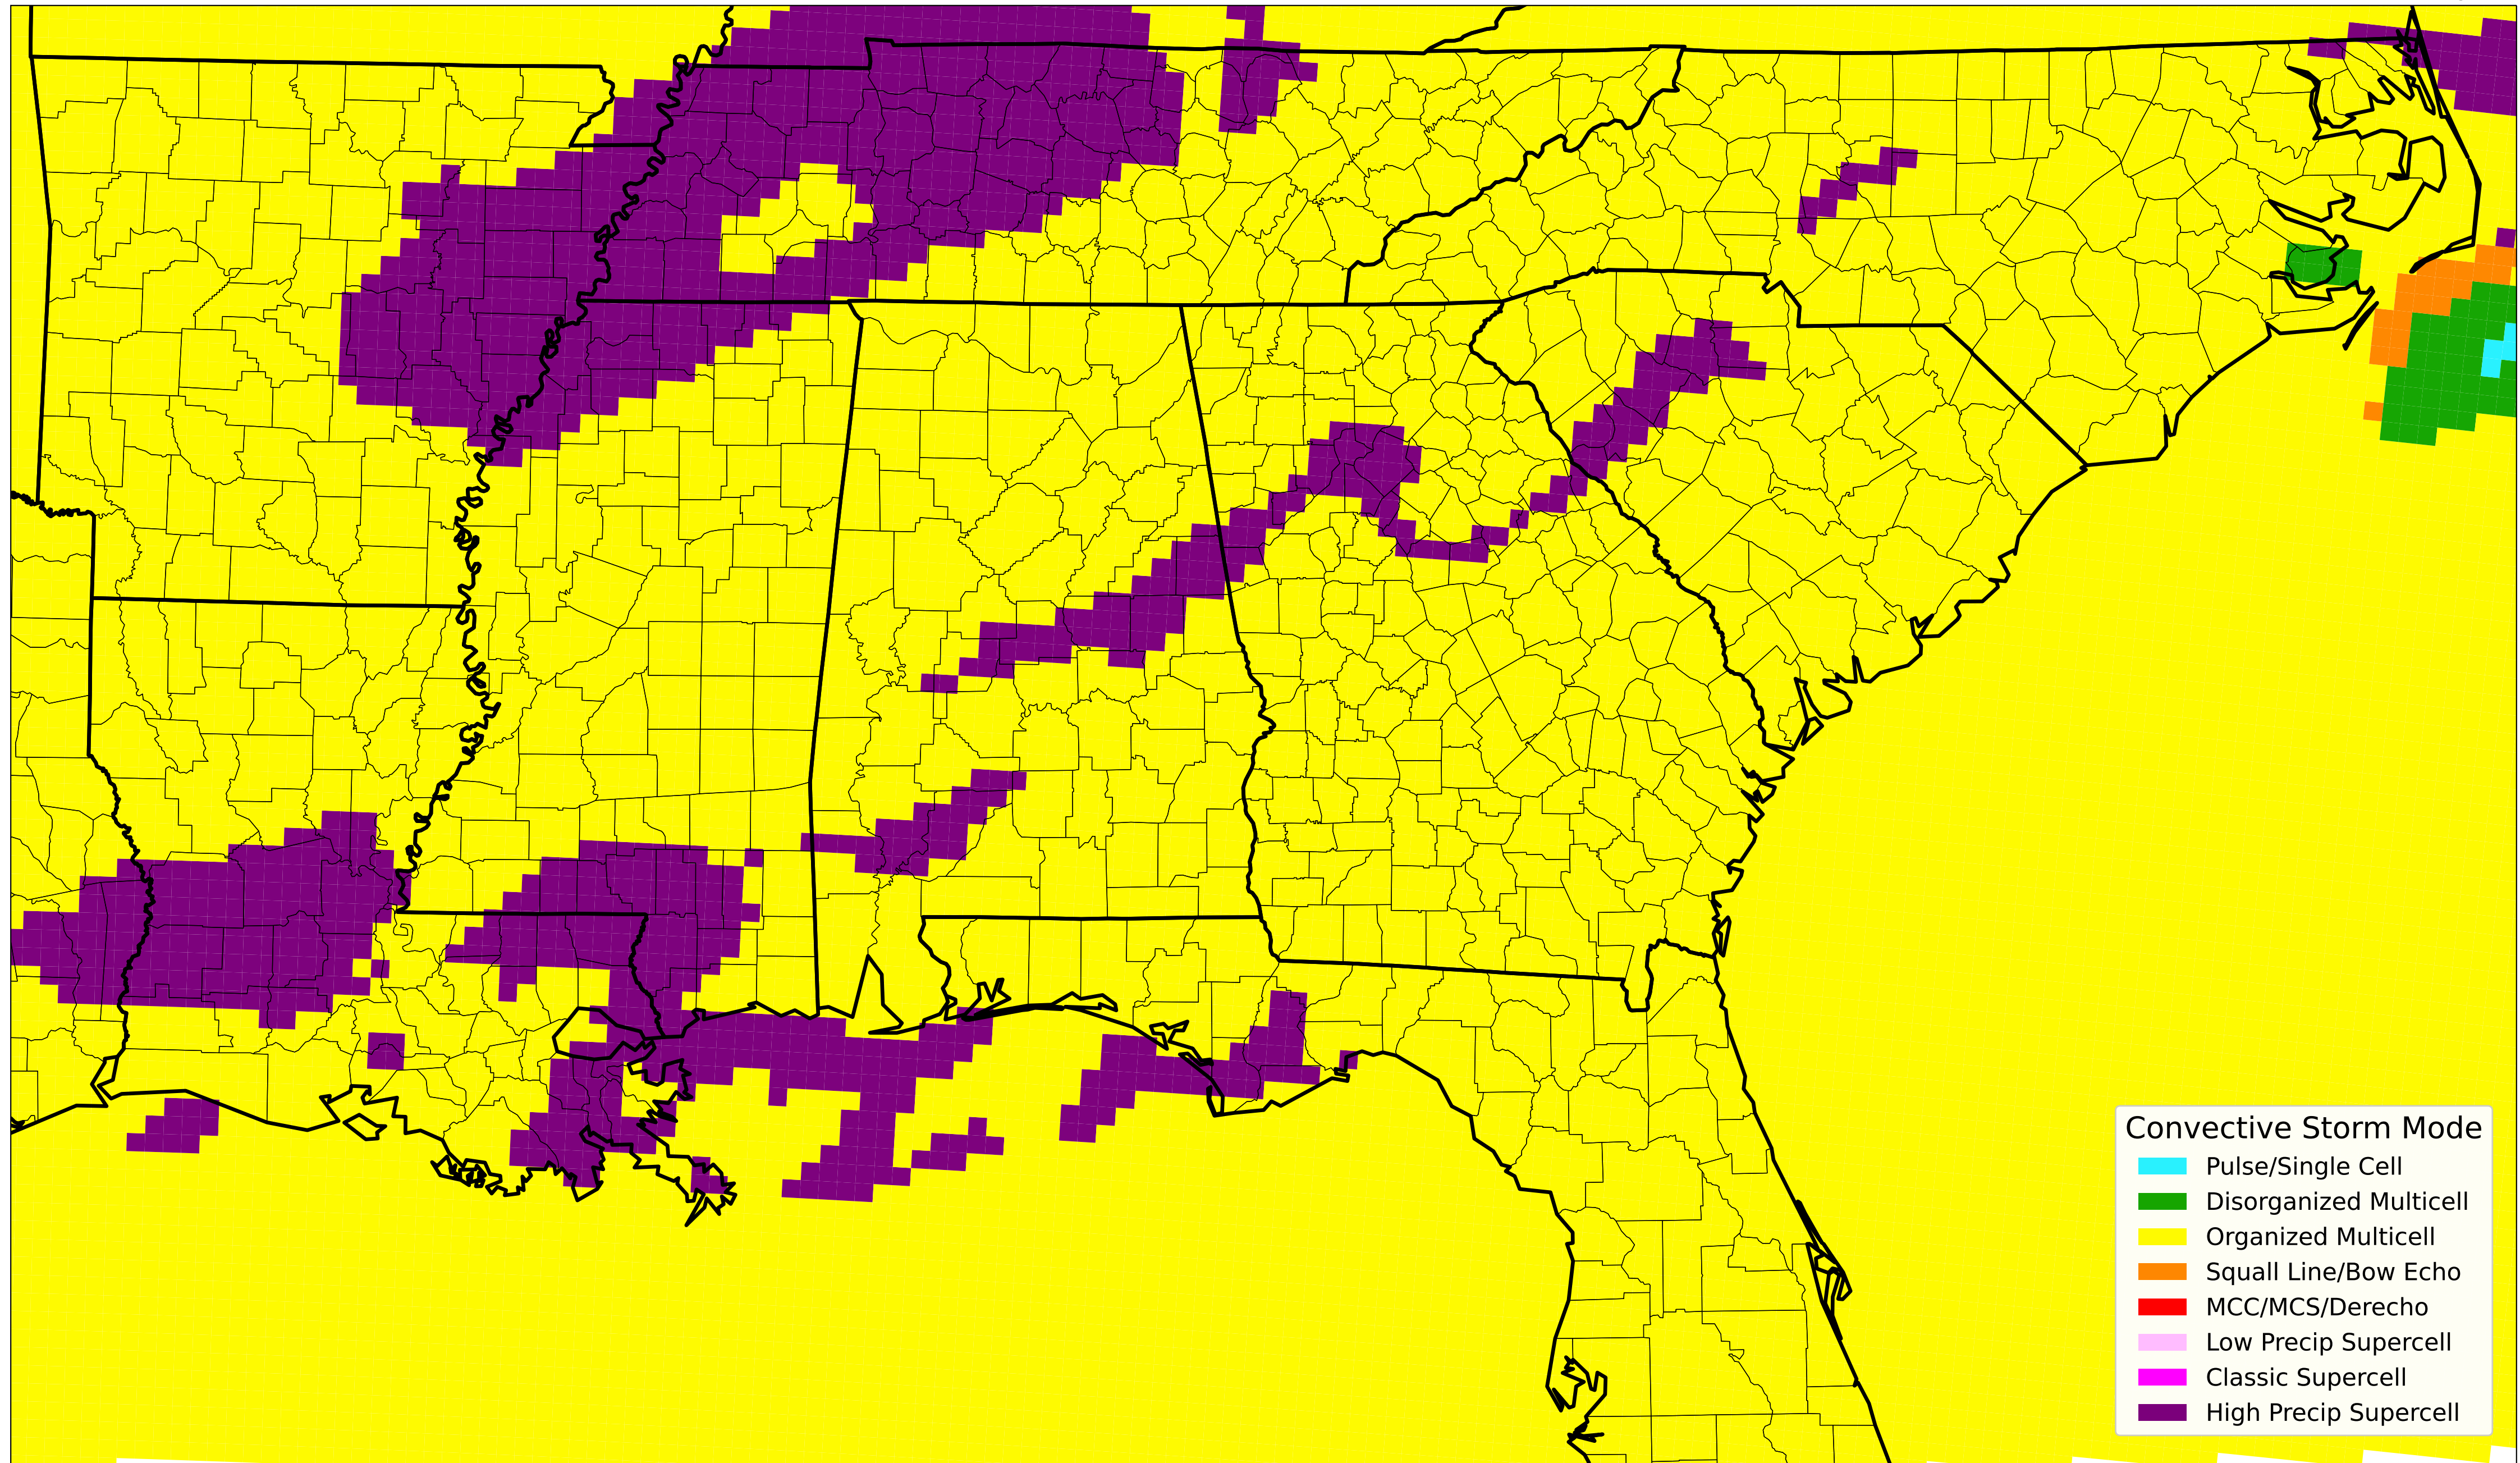 Convective Storm Mode
Pulse/Single Cell
Disorganized Multicell
Organized Multicell
Squall Line/Bow Echo
MCC/MCS/Derecho
Low Precip Supercell
Classic Supercell
High Precip Supercell